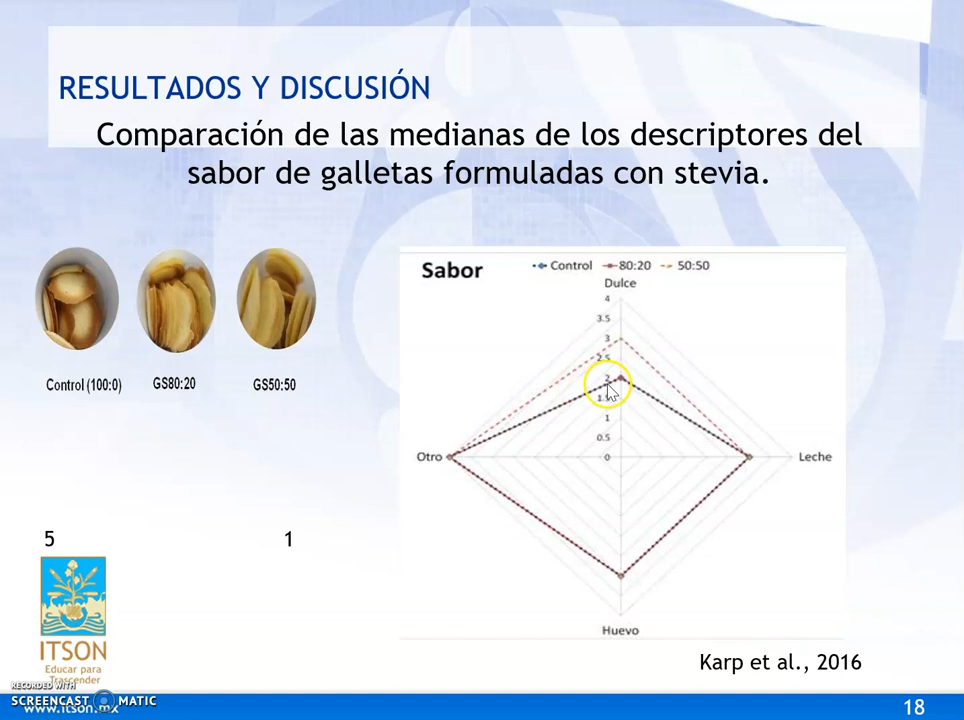 RESULTADOS Y DISCUSIÓN
Comparación de las medianas de los descriptores del
sabor de galletas formuladas con stevia.
Control (100:0)
GS80:20
GS50:50
Sabor
Control
80:20
50:50
Dulce
4
3.5
3
2.5
2
1.5
1
0.5
0
Otro
Leche
Huevo
5
1
ITSON
Educar para
Trascender
Karp et al., 2016
RECORDED WITH
SCREENCAST MATIC
www.itson.mx
18